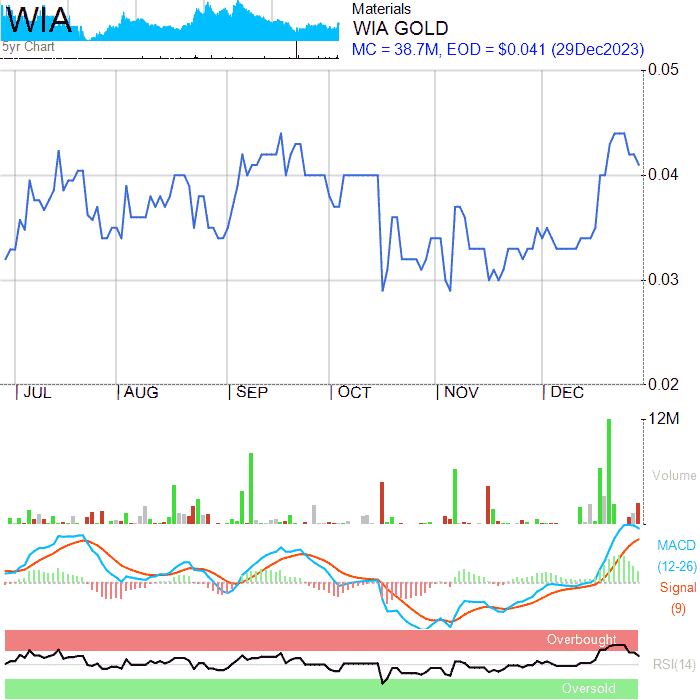 WIA
5yr Chart
Materials
WIA GOLD
MC = 38.7M, EOD = $0.041 (29Dec2023)
0.05
0.04
0.03
0.02
JUL AUG SEP OCT NOV DEC
12M
Volume
MACD
(12-26)
Signal
(9)
Overbought
RSI(14)
Oversold